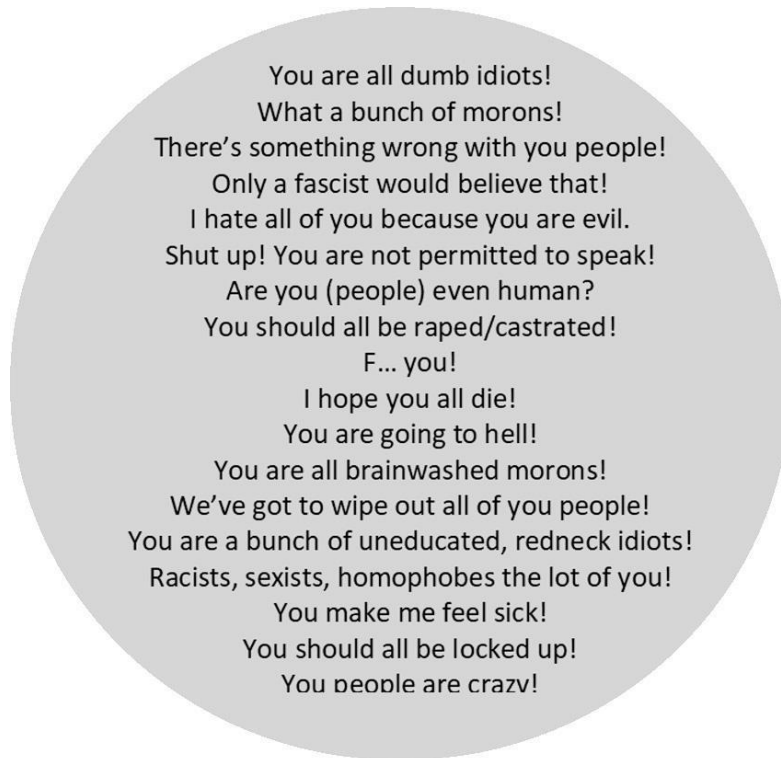 You are all dumb idiots!
What a bunch of morons!
There’s something wrong with you people!
Only a fascist would believe that!
I hate all of you because you are evil.
Shut up! You are not permitted to speak!
Are you (people) even human?
You should all be raped/castrated!
F... you!
I hope you all die!
You are going to hell!
You are all brainwashed morons!
We’ve got to wipe out all of you people!
You are a bunch of uneducated, redneck idiots!
Racists, sexists, homophobes the lot of you!
You make me feel sick!
You should all be locked up!
You people are crazy!